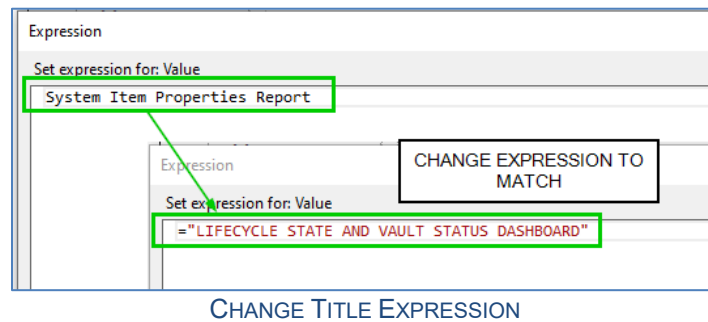 Expression
Set expression for: Value
System Item Properties Report
Expression
CHANGE EXPRESSION TO
MATCH
Set expression for: Value
="LIFECYCLE STATE AND VAULT STATUS DASHBOARD"
CHANGE TITLE EXPRESSION